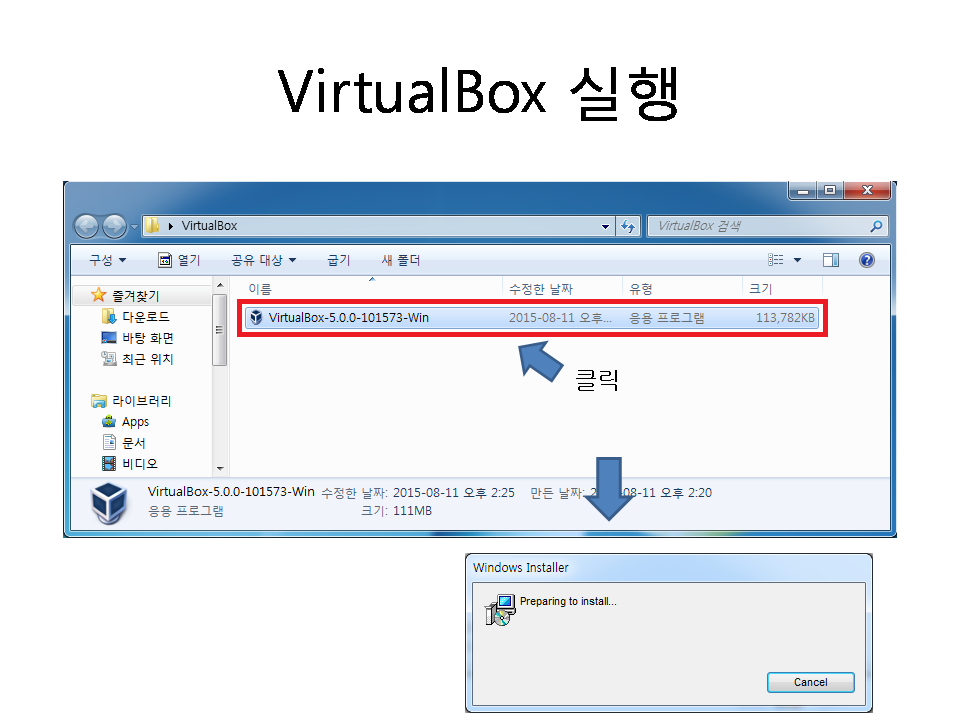 VirtualBox 실행
VirtualBox
VirtualBox 검색
구성 열기 공유 대상 굽기 새 폴더
이름 수정한 날짜 유형 크기
즐겨찾기
다운로드
바탕 화면
최근 위치
라이브러리
Apps
문서
비디오
VirtualBox-5.0.0-101573-Win 2015-08-11 오후... 응용 프로그램 113,782KB
클릭
VirtualBox-5.0.0-101573-Win 수정한 날짜: 2015-08-11 오후 2:25 만든 날짜: 08-11 오후 2:20
응용 프로그램 크기: 111MB
Windows Installer
Preparing to install...
Cancel